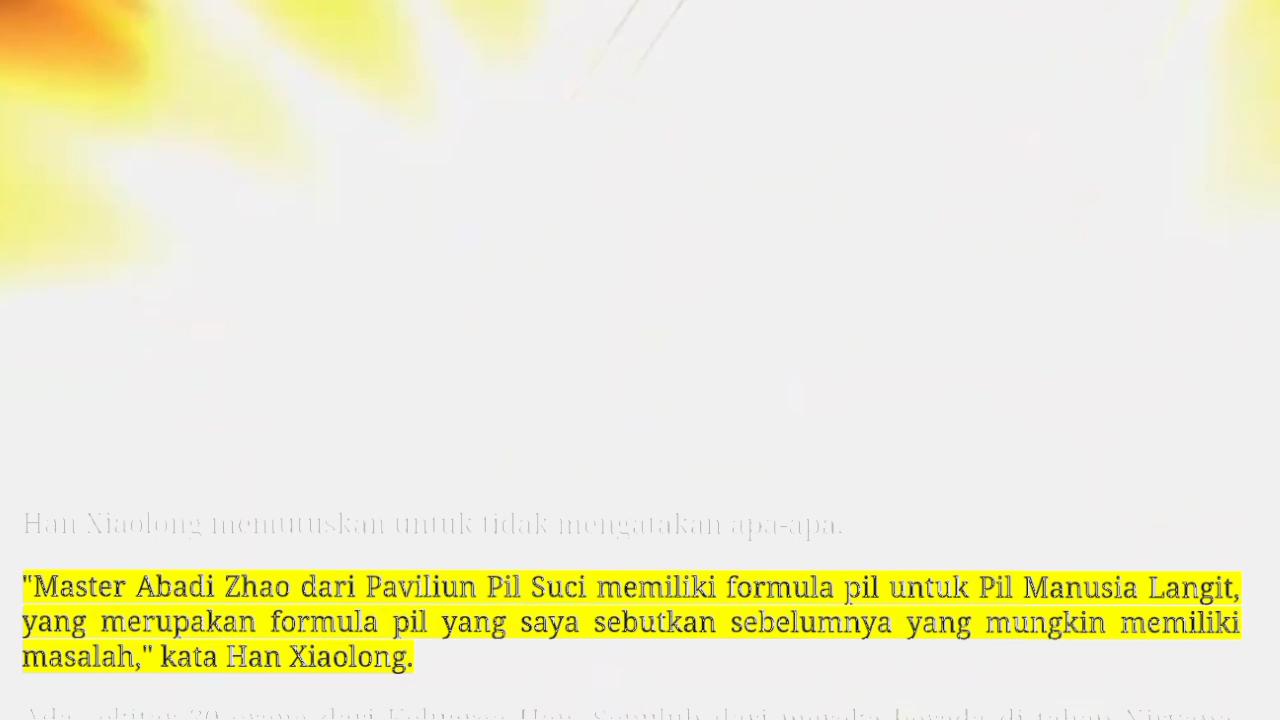 Han Xiaolong memutuskan untuk tidak mengatakan apa-apa.
"Master Abadi Zhao dari Paviliun Pil Suci memiliki formula pil untuk Pil Manusia Langit,
yang merupakan formula pil yang saya sebutkan sebelumnya yang mungkin memiliki
masalah," kata Han Xiaolong.